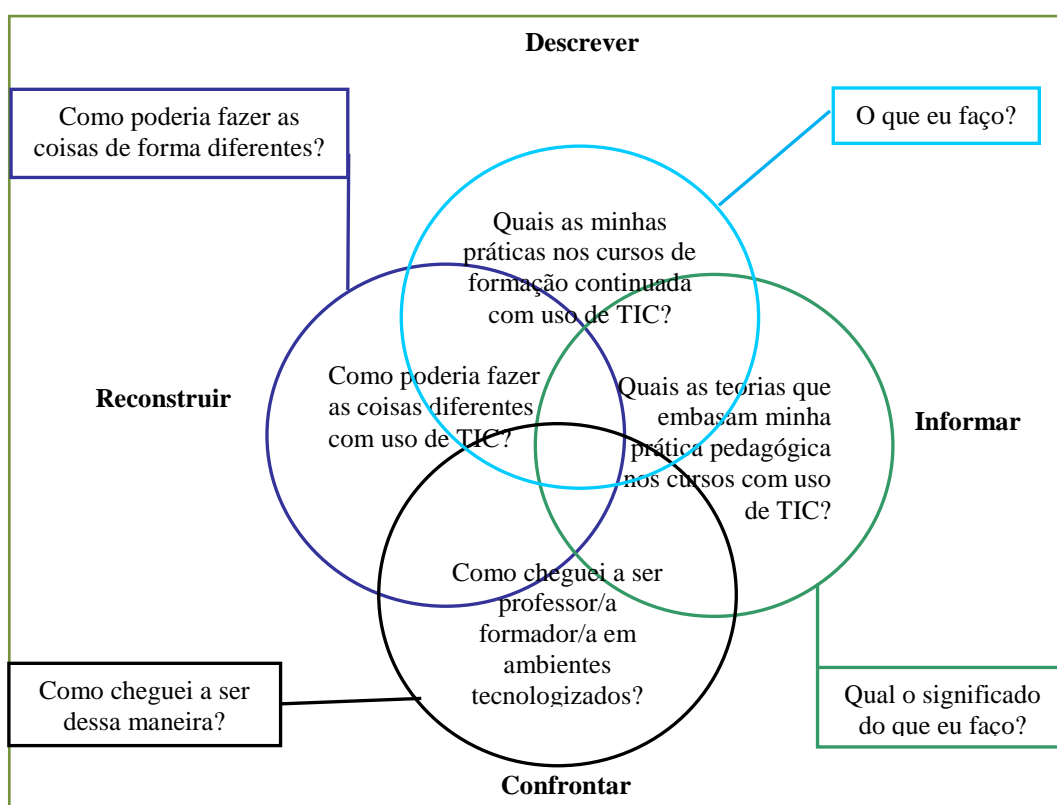 Descrever
Como poderia fazer as
coisas de forma diferentes?
O que eu faço?
Quais as minhas
práticas nos cursos de
formação continuada
com uso de TIC?
Reconstruir
Como poderia fazer
as coisas diferentes
com uso de TIC?
Quais as teorias que
embasam minha
prática pedagógica
nos cursos com uso
de TIC?
Informar
Como cheguei a ser
professor/a
formador/a em
ambientes
tecnologizados?
Como cheguei a ser
dessa maneira?
Qual o significado
do que eu faço?
Confrontar